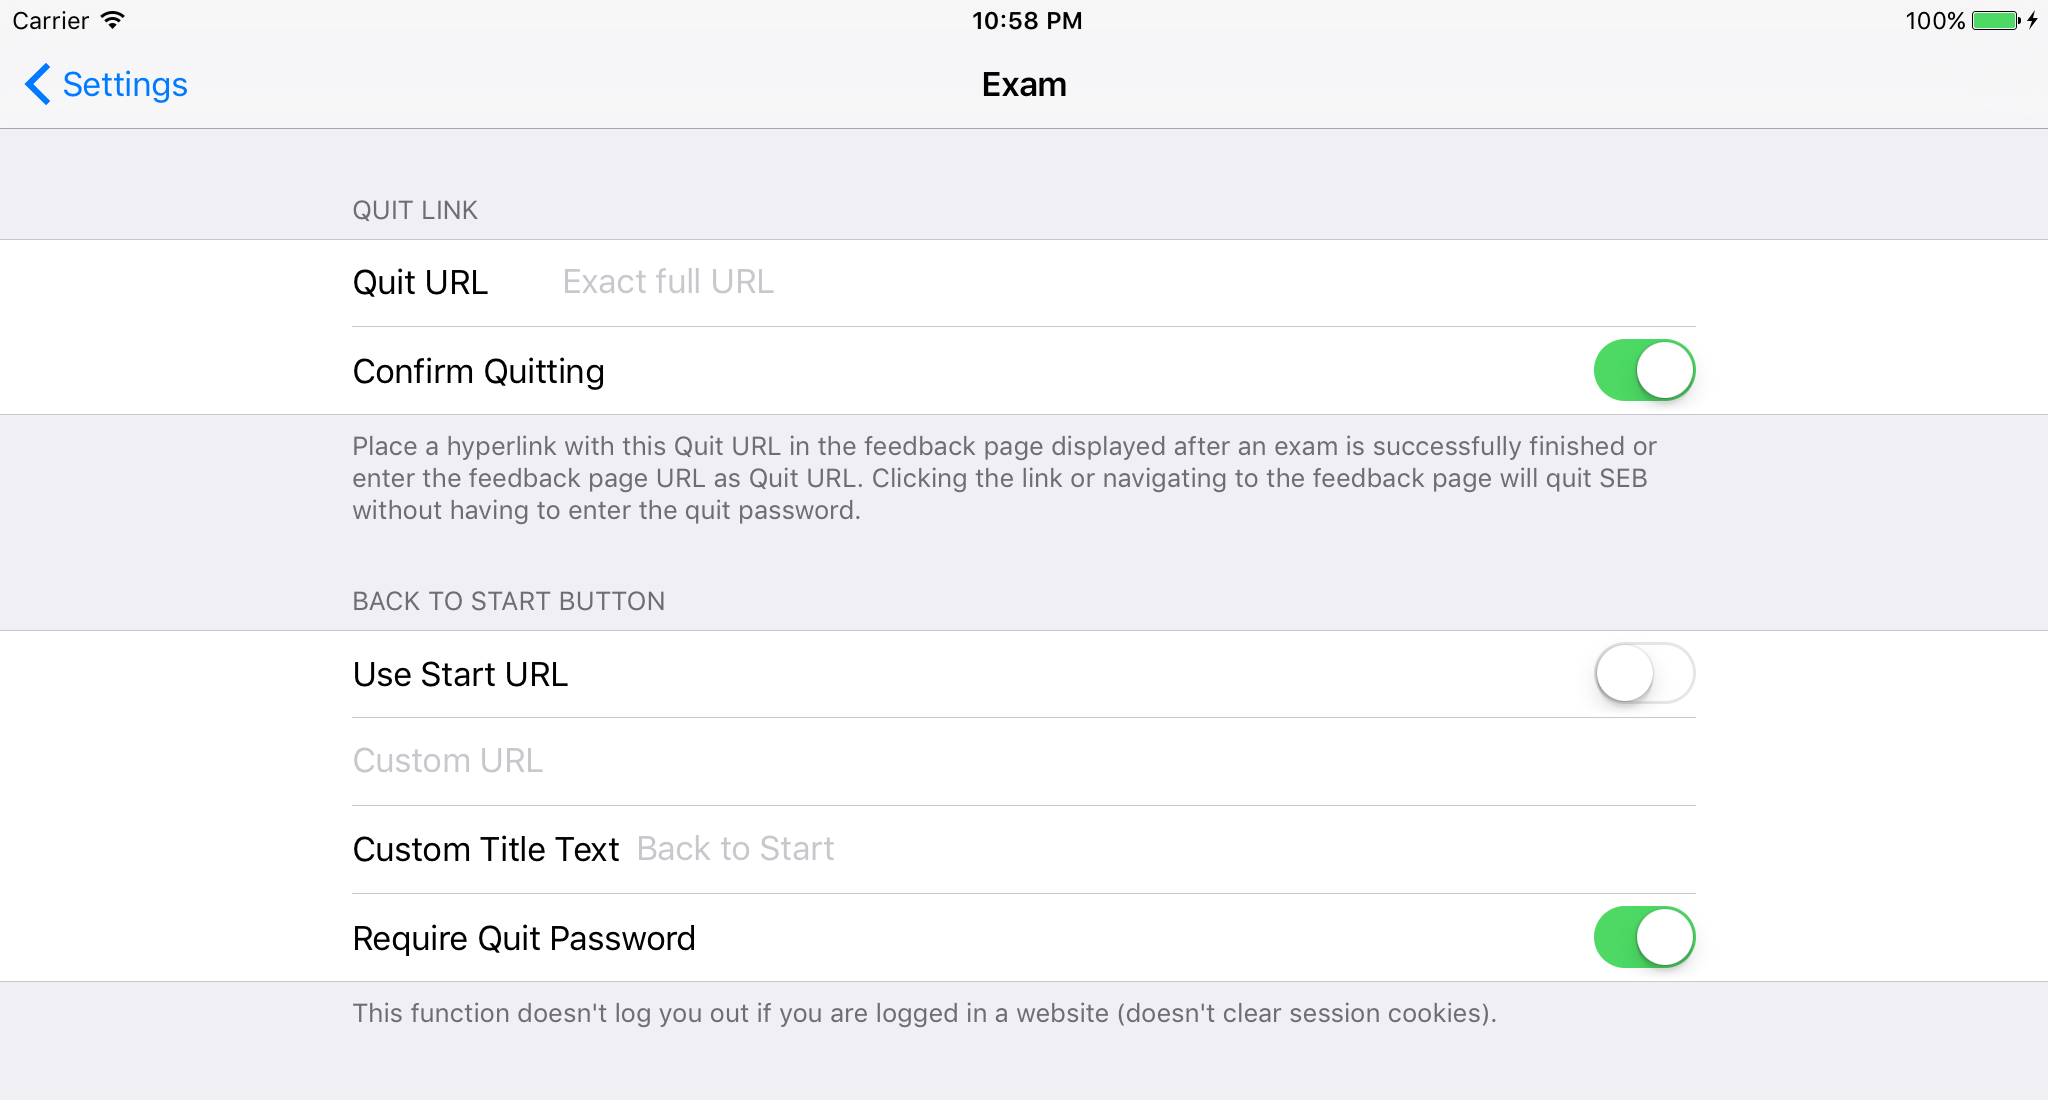 Carrier 10:58 PM 100%
Settings Exam
QUIT LINK
Quit URL Exact full URL
Confirm Quitting
Place a hyperlink with this Quit URL in the feedback page displayed after an exam is successfully finished or
enter the feedback page URL as Quit URL. Clicking the link or navigating to the feedback page will quit SEB
without having to enter the quit password.
BACK TO START BUTTON
Use Start URL
Custom URL
Custom Title Text Back to Start
Require Quit Password
This function doesn't log you out if you are logged in a website (doesn't clear session cookies).